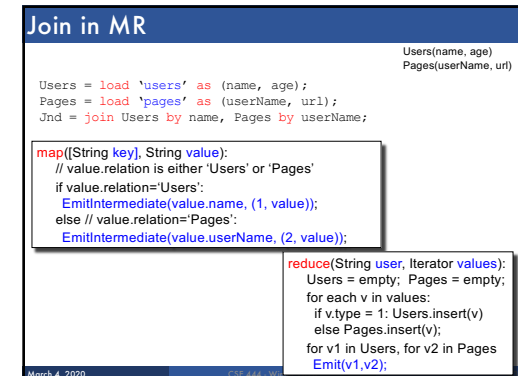 Join in MR
Users(name, age)
Pages(userName, url)
Users = load ‘users’ as (name, age);
Pages = load ‘pages’ as (userName, url);
Jnd = join Users by name, Pages by userName;
map([String key], String value):
// value.relation is either ‘Users’ or ‘Pages’
if value.relation=‘Users’:
EmitIntermediate(value.name, (1, value));
else // value.relation=‘Pages’:
EmitIntermediate(value.userName, (2, value));
reduce(String user, Iterator values):
Users = empty; Pages = empty;
for each v in values:
if v.type = 1: Users.insert(v)
else Pages.insert(v);
for v1 in Users, for v2 in Pages
Emit(v1,v2);
March 4, 2020
CSE 444 - Wi